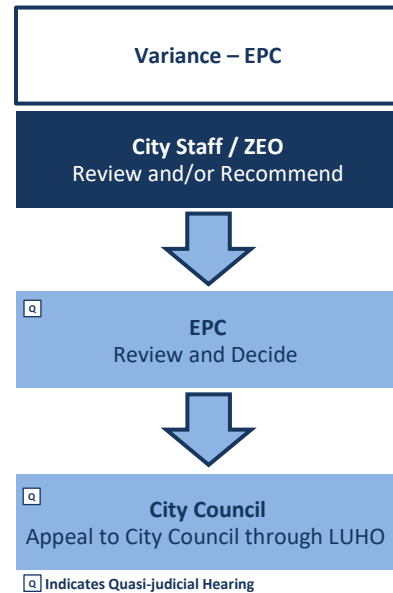 Variance – EPC
City Staff / ZEO
Review and/or Recommend
Q
EPC
Review and Decide
Q
City Council
Appeal to City Council through LUHO
Q Indicates Quasi-judicial Hearing